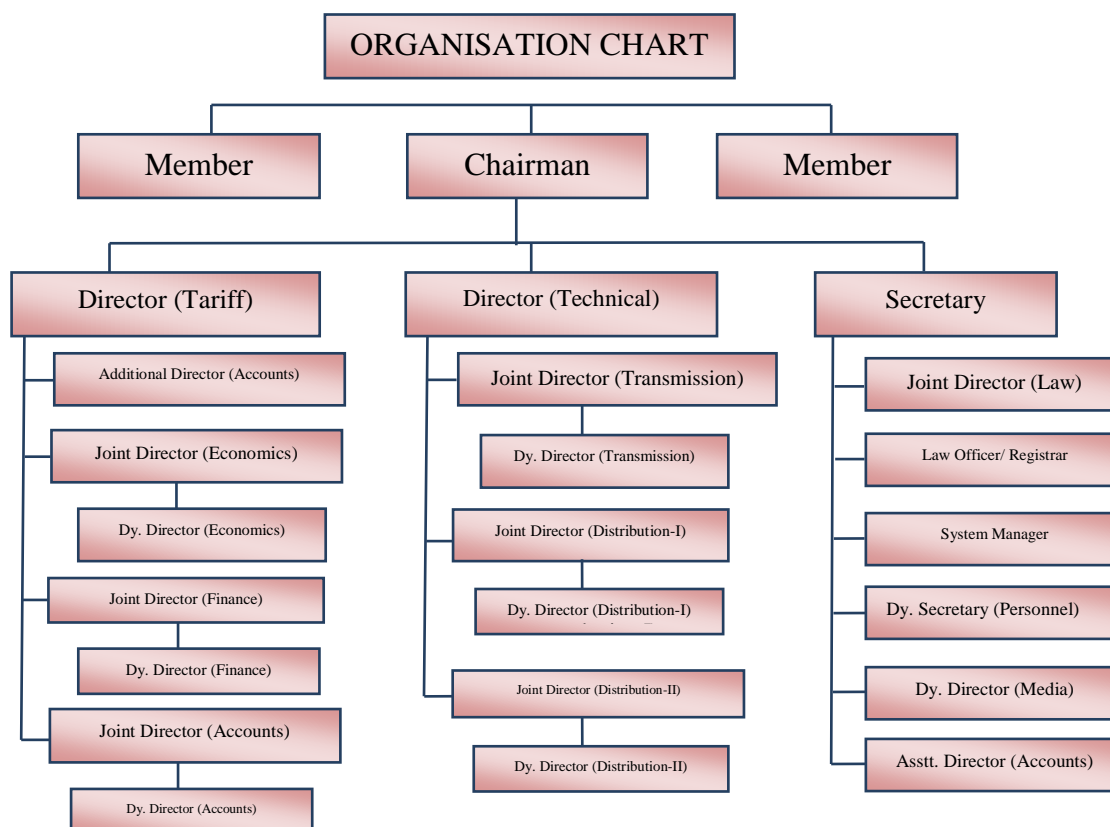 ORGANISATION CHART
Member
Chairman
Member
Director (Tariff)
Additional Director (Accounts)
Joint Director (Economics)
Dy. Director (Economics)
Joint Director (Finance)
Dy. Director (Finance)
Joint Director (Accounts)
Dy. Director (Accounts)
Director (Technical)
Joint Director (Transmission)
Dy. Director (Transmission)
Joint Director (Distribution-I)
Dy. Director (Distribution-I)
Joint Director (Distribution-II)
Dy. Director (Distribution-II)
Secretary
Joint Director (Law)
Law Officer/ Registrar
System Manager
Dy. Secretary (Personnel)
Dy. Director (Media)
Asstt. Director (Accounts)